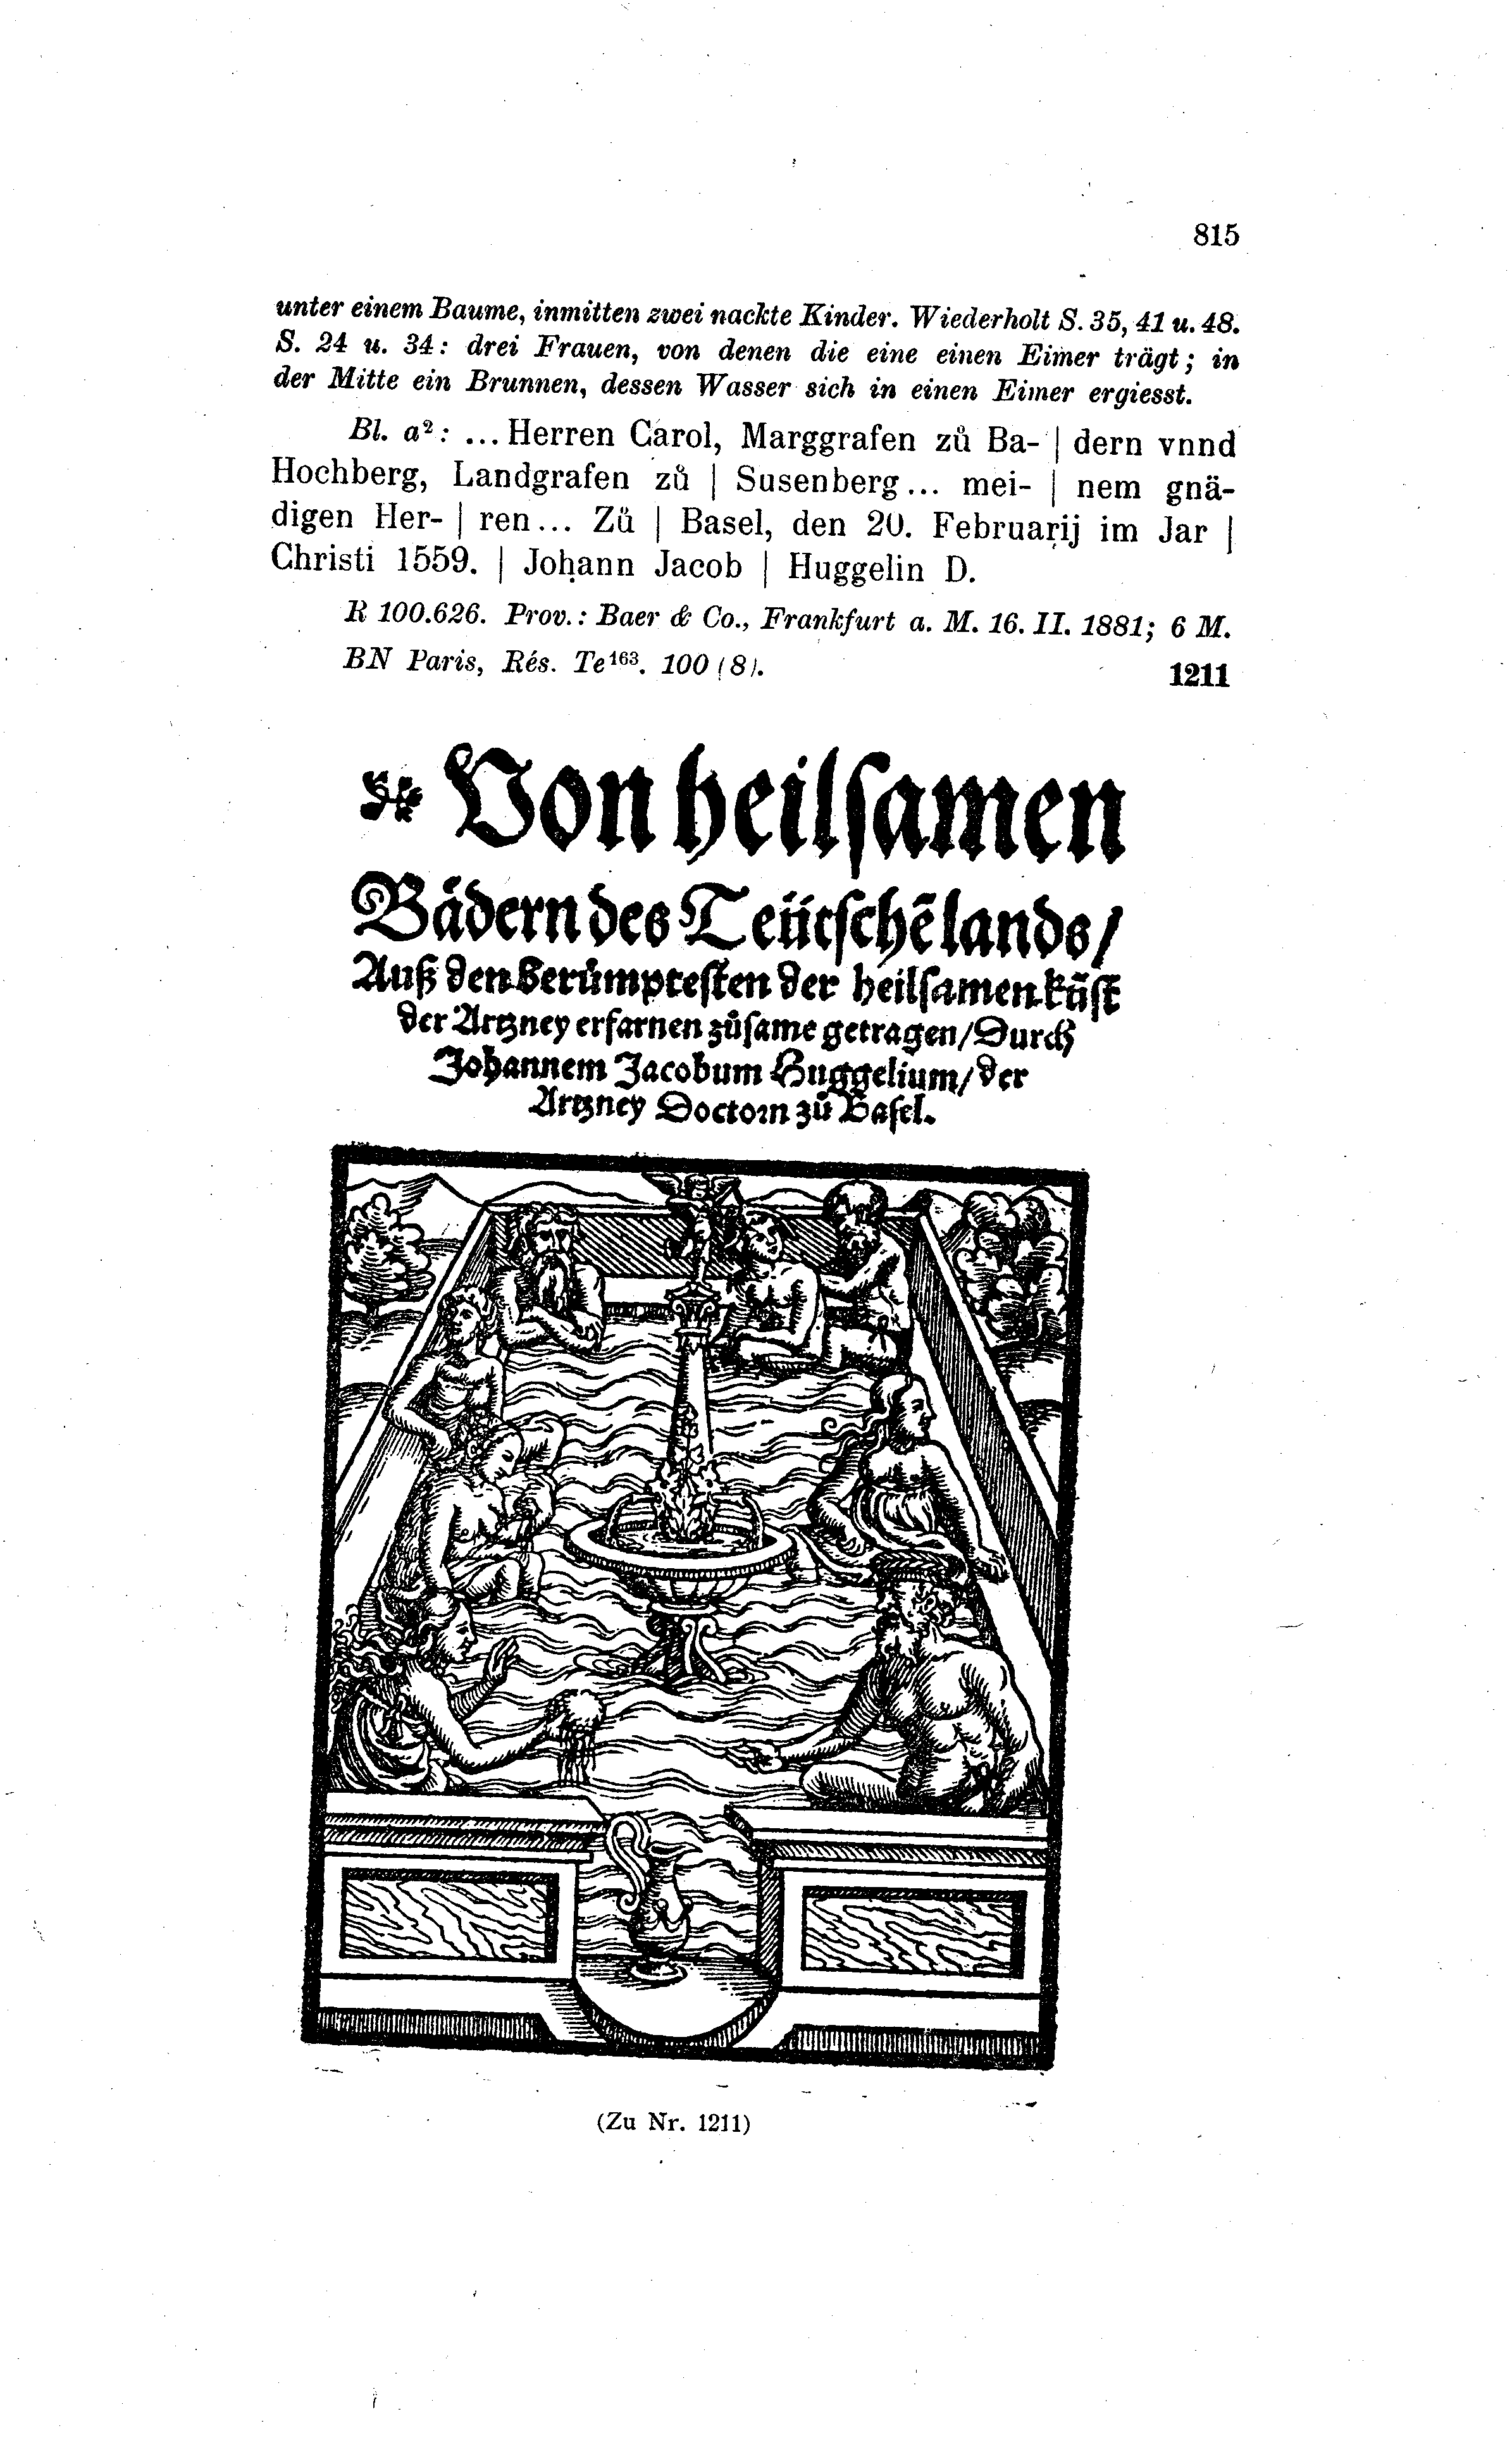 815
unter einem Baume, inmitten zwei nackte Kinder. Wiederholt S. 35, 41 u. 48.
S. 24 u. 34: drei Frauen, von denen die eine einen Eimer trägt; in
der Mitte ein Brunnen, dessen Wasser sich in einen Eimer ergiesst.
Bl. a²: ... Herren Carol, Marggrafen zů Ba- | dern vnnd
Hochberg, Landgrafen zů | Susenberg... mei- | nem gnä-
digen Her- | ren... Zů | Basel, den 20. Februarij im Jar |
Christi 1559. | Johann Jacob | Huggelin D.
R 100.626. Prov.: Baer & Co., Frankfurt a. M. 16. II. 1881; 6 M.
BN Paris, Rés. Te¹⁶³. 100 (8).
1211
Von heilsamen
Bädern des Teütschẽlands/
Auß den berůmptesten der heilsamen kũst
der Artzney erfarnen zůsame getragen/Durch
Johannem Jacobum Huggelium/der
Artzney Doctorn zů Basel.
(Zu Nr. 1211)